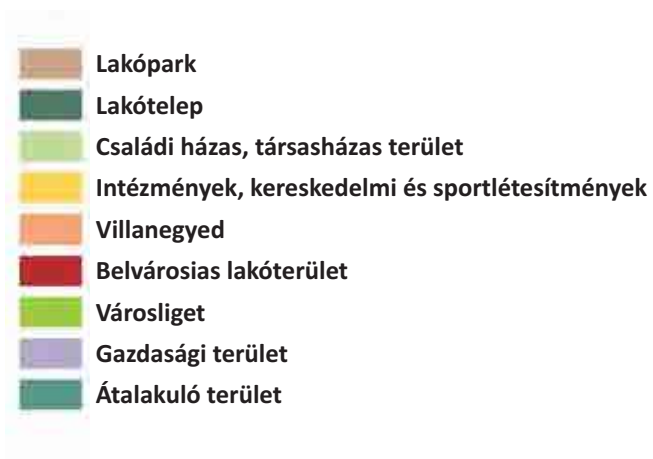 Lakópark
Lakótelep
Családi házas, társasházas terület
Intézmények, kereskedelmi és sportlétesítmények
Villanegyed
Belvárosias lakóterület
Városliget
Gazdasági terület
Átalakuló terület